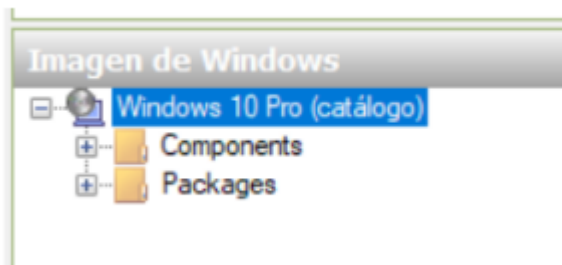 Imagen de Windows
Windows 10 Pro (catálogo)
Components
Packages